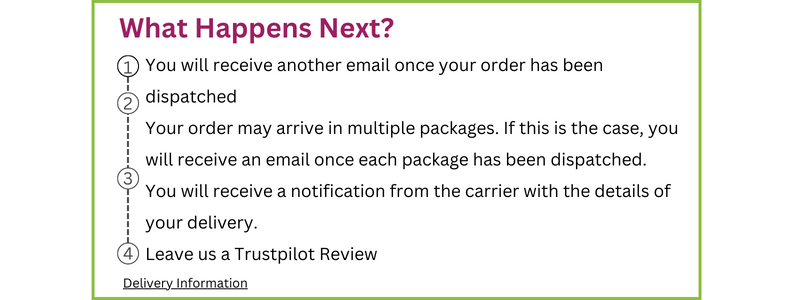 What Happens Next?
1 You will receive another email once your order has been
2 dispatched
Your order may arrive in multiple packages. If this is the case, you
will receive an email once each package has been dispatched.
3 You will receive a notification from the carrier with the details of
your delivery.
4 Leave us a Trustpilot Review
Delivery Information